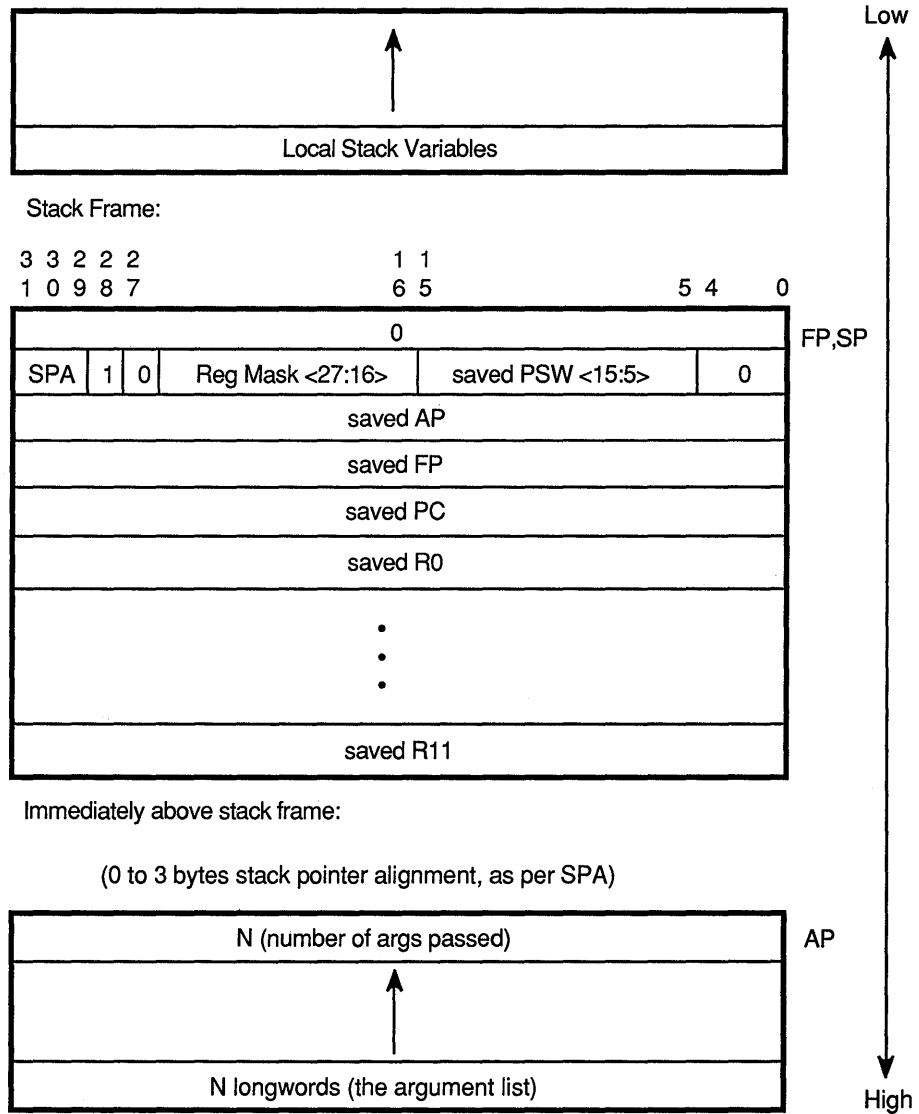 Low
Local Stack Variables
Stack Frame:
3 3 2 2 2 1 1
1 0 9 8 7 6 5 5 4 0
0 FP,SP
SPA 1 0 Reg Mask <27:16> saved PSW <15:5> 0
saved AP
saved FP
saved PC
saved R0
saved R11
Immediately above stack frame:
(0 to 3 bytes stack pointer alignment, as per SPA)
N (number of args passed) AP
N longwords (the argument list)
High